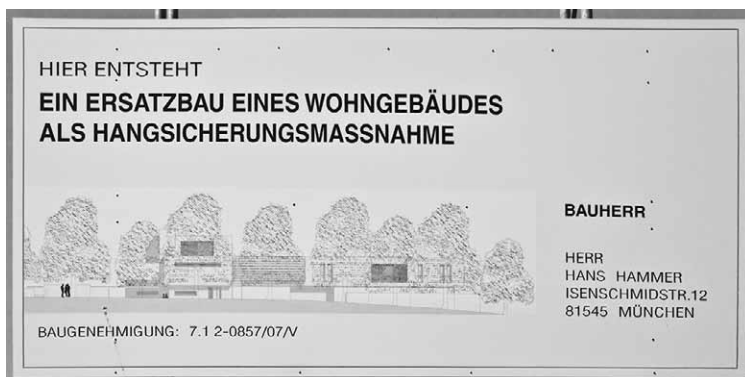 HIER ENTSTEHT
EIN ERSATZBAU EINES WOHNGEBÄUDES
ALS HANGSICHERUNGSMASSNAHME
BAUHERR
HERR
HANS HAMMER
ISENSCHMIDSTR.12
81545 MÜNCHEN
BAUGENEHMIGUNG: 7.1 2-0857/07/V